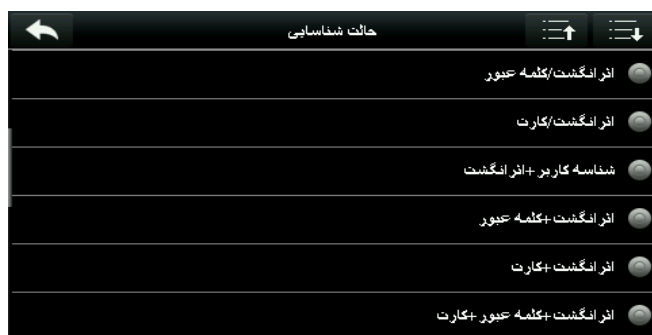 حالت شناسایی
اثر انگشت/کلمه عبور
اثر انگشت/کارت
شناسه کاربر +اثر انگشت
اثر انگشت+کلمه عبور
اثر انگشت+کارت
اثر انگشت+کلمه عبور +کارت